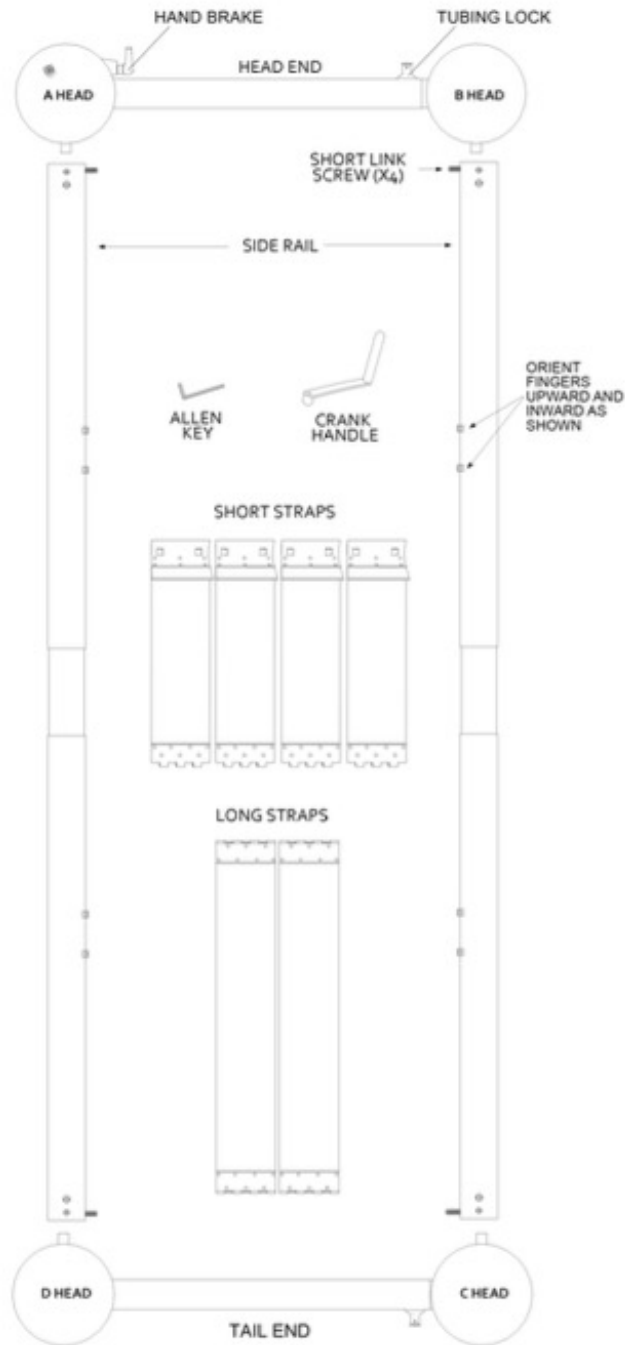 HAND BRAKE
TUBING LOCK
HEAD END
A HEAD
B HEAD
SHORT LINK
SCREW (X4)
SIDE RAIL
ORIENT
FINGERS
UPWARD AND
INWARD AS
SHOWN
ALLEN
KEY
CRANK
HANDLE
SHORT STRAPS
LONG STRAPS
D HEAD
C HEAD
TAIL END